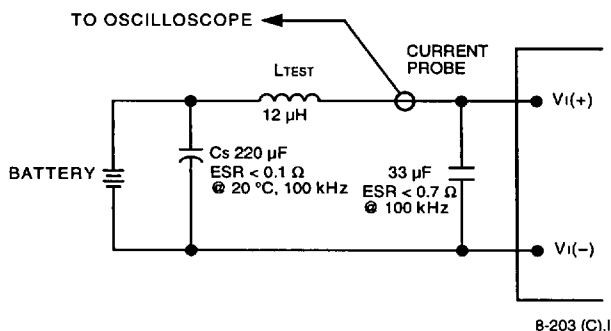 TO OSCILLOSCOPE
CURRENT
PROBE
LTEST
12 µH
VI(+)
Cs 220 µF
ESR < 0.1 Ω
@ 20 °C, 100 kHz
BATTERY
33 µF
ESR < 0.7 Ω
@ 100 kHz
VI(–)
8-203 (C).l